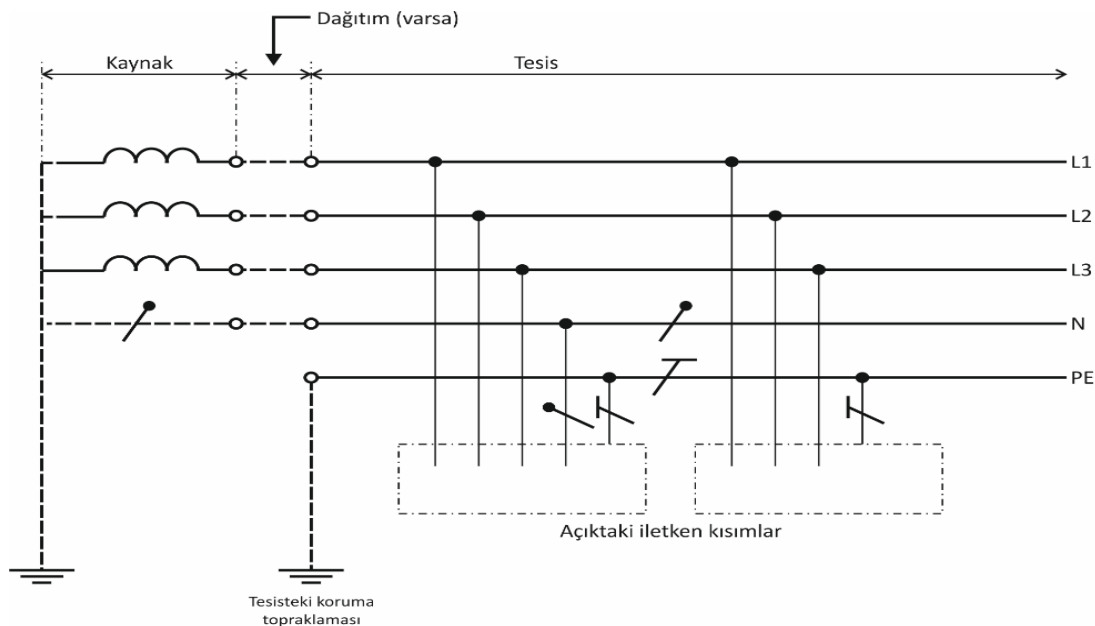 Dağıtım (varsa)
Kaynak
Tesis
L1
L2
L3
N
PE
Açıktaki iletken kısımlar
Tesisteki koruma
topraklaması